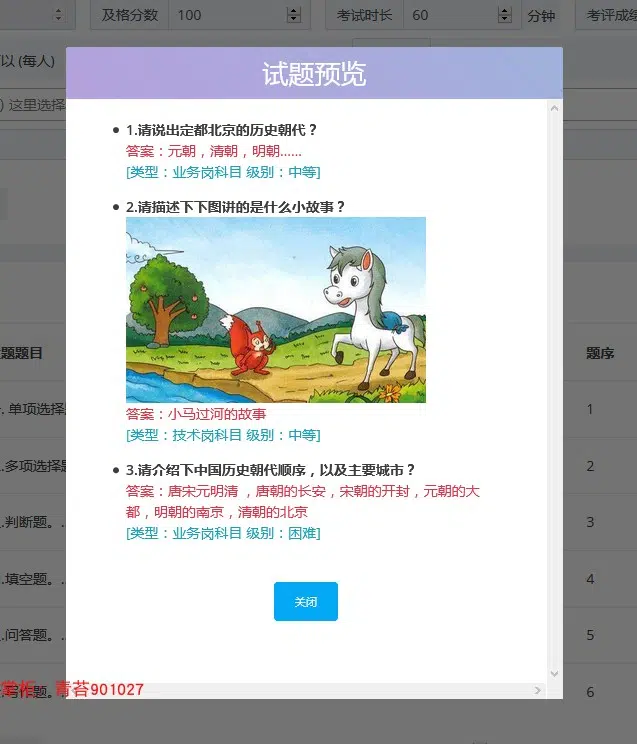 及格分数 100 考试时长 60 分钟 考评成绩
以 (每人)
) 这里选择
试题预览
1.请说出定都北京的历史朝代？
答案：元朝，清朝，明朝......
[类型：业务岗科目 级别：中等]
2.请描述下下图讲的是什么小故事？
答案：小马过河的故事
[类型：技术岗科目 级别：中等]
3.请介绍下中国历史朝代顺序，以及主要城市？
答案：唐宋元明清 ，唐朝的长安，宋朝的开封，元朝的大
都，明朝的南京，清朝的北京
[类型：业务岗科目 级别：困难]
关闭
题题目 题序
. 单项选择 1
.多项选择题 2
.判断题。. 3
.填空题。.. 4
.问答题。.. 5
题。.. 6
青苔901027